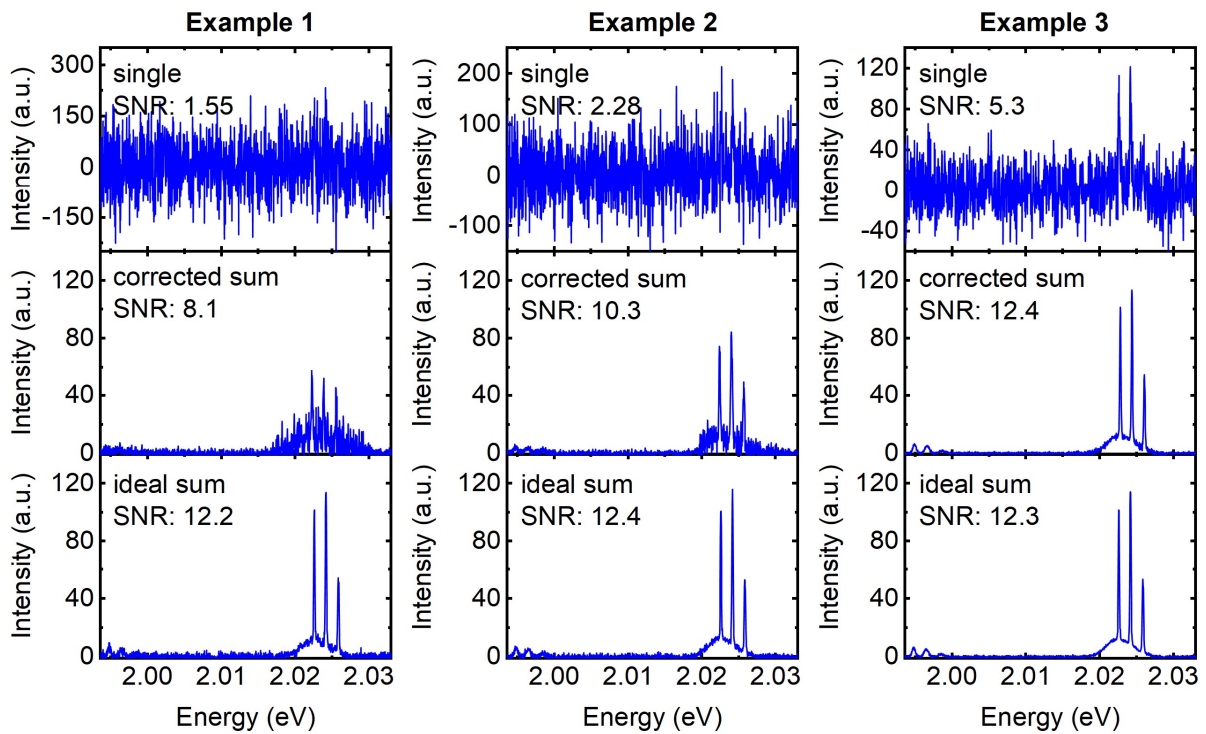 Example 1
Example 2
Example 3
Intensity (a.u.)
300
150
0
-150
single
SNR: 1.55
Intensity (a.u.)
200
100
0
-100
single
SNR: 2.28
Intensity (a.u.)
120
80
40
0
-40
single
SNR: 5.3
Intensity (a.u.)
120
80
40
0
corrected sum
SNR: 8.1
Intensity (a.u.)
120
80
40
0
corrected sum
SNR: 10.3
Intensity (a.u.)
120
80
40
0
corrected sum
SNR: 12.4
Intensity (a.u.)
120
80
40
0
ideal sum
SNR: 12.2
Intensity (a.u.)
120
80
40
0
ideal sum
SNR: 12.4
Intensity (a.u.)
120
80
40
0
ideal sum
SNR: 12.3
2.00 2.01 2.02 2.03
2.00 2.01 2.02 2.03
2.00 2.01 2.02 2.03
Energy (eV)
Energy (eV)
Energy (eV)